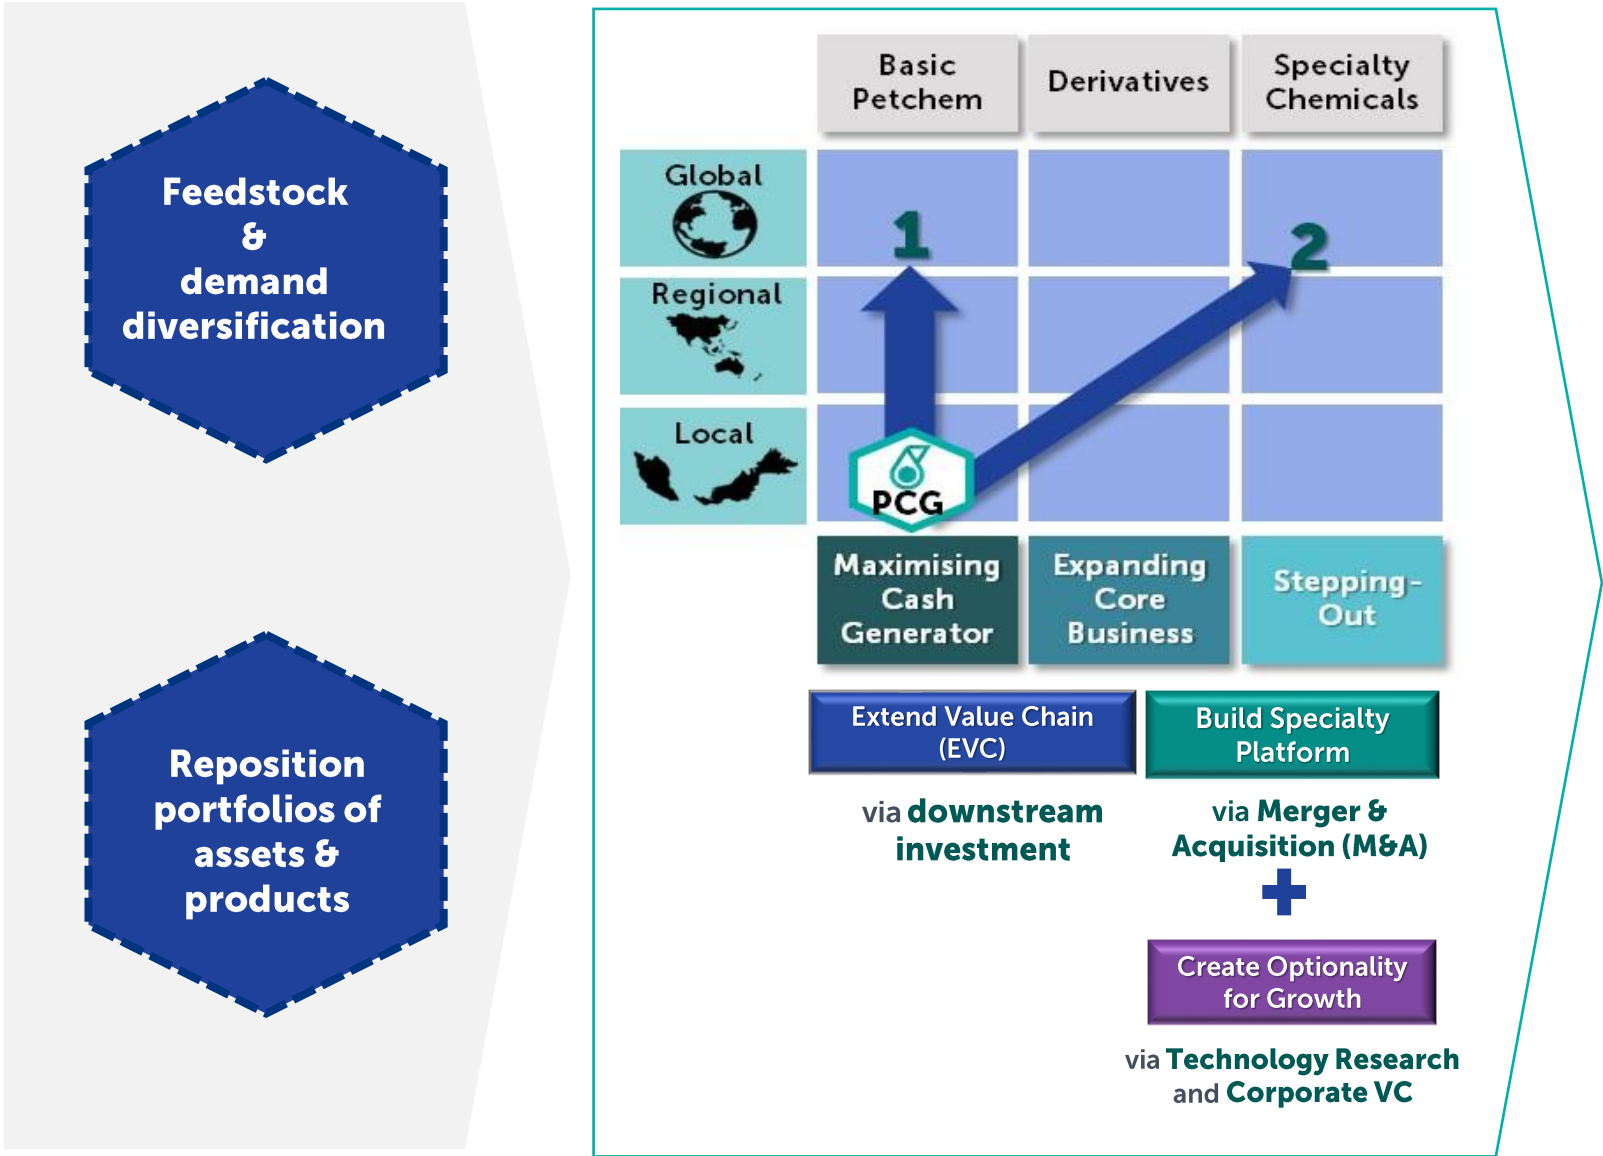 Feedstock
&
demand
diversification
Reposition
portfolios of
assets &
products
Basic
Petchem
Derivatives
Specialty
Chemicals
Global
1
2
Regional
Local
PCG
Maximising
Cash
Generator
Expanding
Core
Business
Stepping-
Out
Extend Value Chain
(EVC)
via downstream
investment
Build Specialty
Platform
via Merger &
Acquisition (M&A)
Create Optionality
for Growth
via Technology Research
and Corporate VC